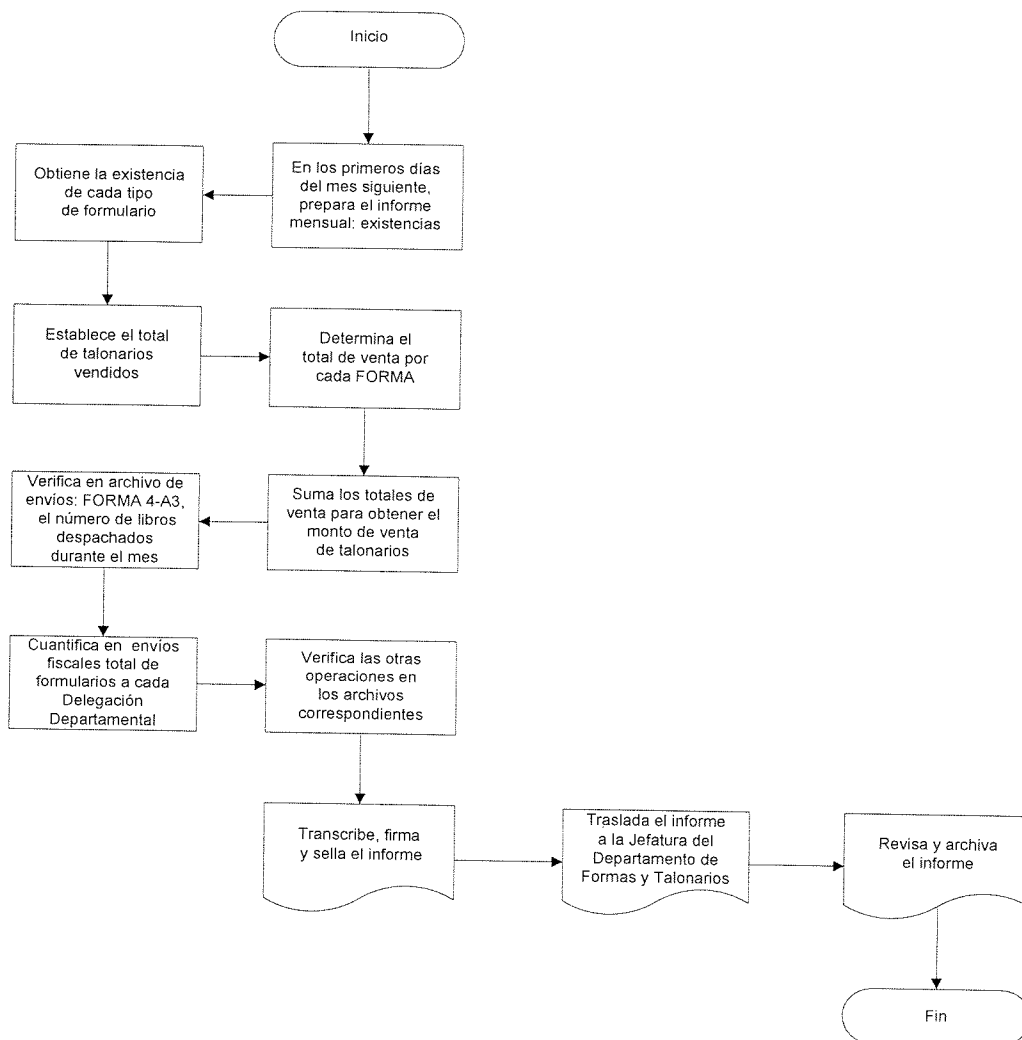 Inicio
En los primeros días
del mes siguiente,
prepara el informe
mensual: existencias
Obtiene la existencia
de cada tipo
de formulario
Establece el total
de talonarios
vendidos
Determina el
total de venta por
cada FORMA
Suma los totales de
venta para obtener el
monto de venta
de talonarios
Verifica en archivo de
envíos: FORMA 4-A3,
el número de libros
despachados
durante el mes
Cuantifica en envíos
fiscales total de
formularios a cada
Delegación
Departamental
Verifica las otras
operaciones en
los archivos
correspondientes
Transcribe, firma
y sella el informe
Traslada el informe
a la Jefatura del
Departamento de
Formas y Talonarios
Revisa y archiva
el informe
Fin